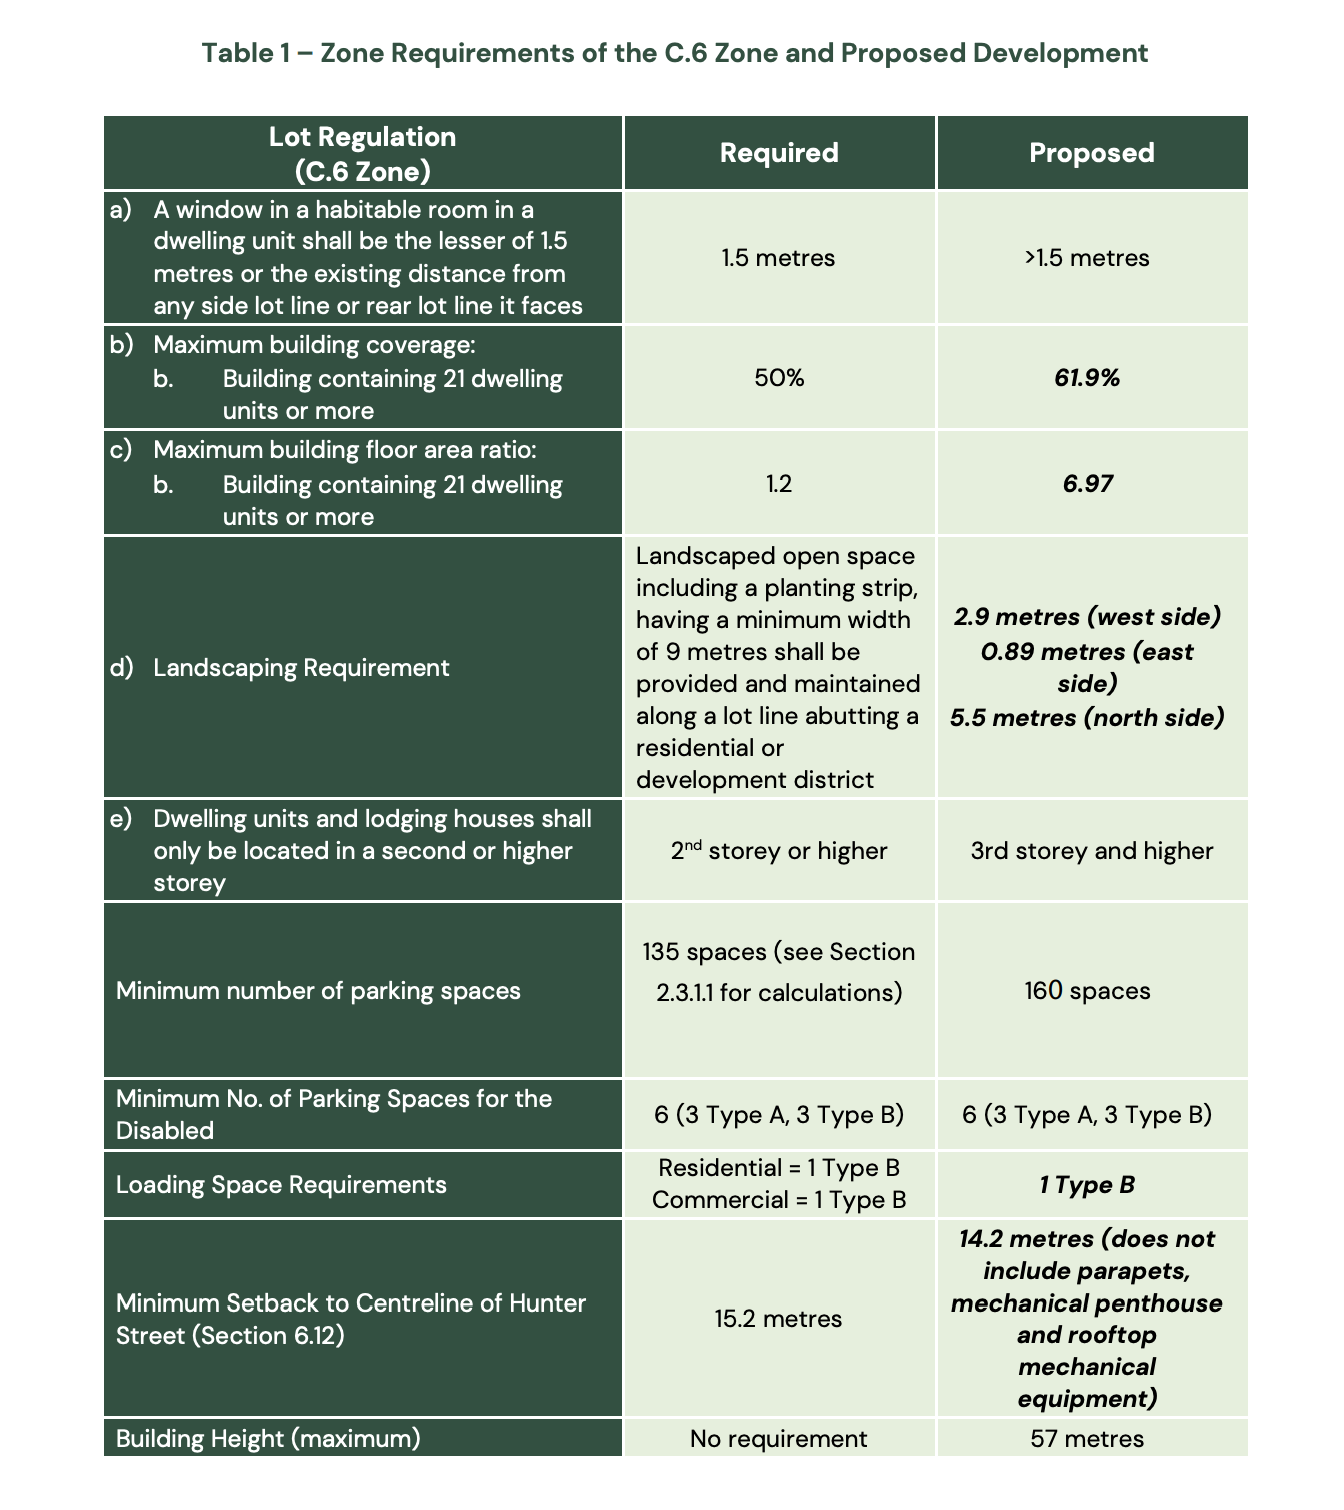 Table 1 – Zone Requirements of the C.6 Zone and Proposed Development
Lot Regulation
(C.6 Zone)
Required
Proposed
a) A window in a habitable room in a
dwelling unit shall be the lesser of 1.5
metres or the existing distance from
any side lot line or rear lot line it faces
1.5 metres
>1.5 metres
b) Maximum building coverage:
b. Building containing 21 dwelling
units or more
50%
61.9%
c) Maximum building floor area ratio:
b. Building containing 21 dwelling
units or more
1.2
6.97
d) Landscaping Requirement
Landscaped open space
including a planting strip,
having a minimum width
of 9 metres shall be
provided and maintained
along a lot line abutting a
residential or
development district
2.9 metres (west side)
0.89 metres (east
side)
5.5 metres (north side)
e) Dwelling units and lodging houses shall
only be located in a second or higher
storey
2nd storey or higher
3rd storey and higher
Minimum number of parking spaces
135 spaces (see Section
2.3.1.1 for calculations)
160 spaces
Minimum No. of Parking Spaces for the
Disabled
6 (3 Type A, 3 Type B)
6 (3 Type A, 3 Type B)
Loading Space Requirements
Residential = 1 Type B
Commercial = 1 Type B
1 Type B
Minimum Setback to Centreline of Hunter
Street (Section 6.12)
15.2 metres
14.2 metres (does not
include parapets,
mechanical penthouse
and rooftop
mechanical
equipment)
Building Height (maximum)
No requirement
57 metres